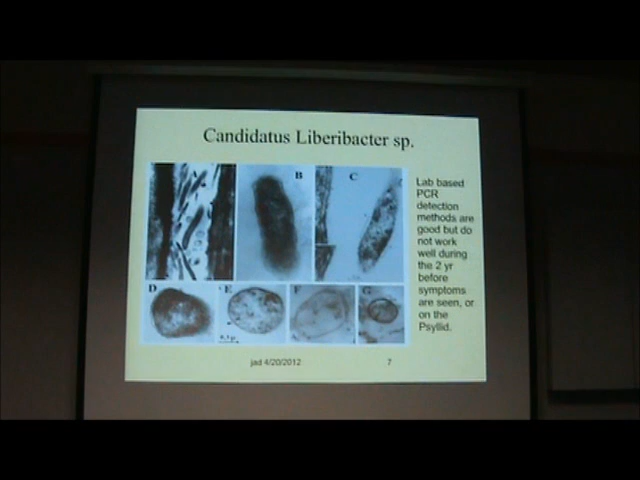 Candidatus Liberibacter sp.
B
C
Lab based
PCR
detection
methods are
good but do
not work
well during
the 2 yr
before
symptoms
are seen, or
on the
Psyllid.
D
E
F
G
jad 4/20/2012
7